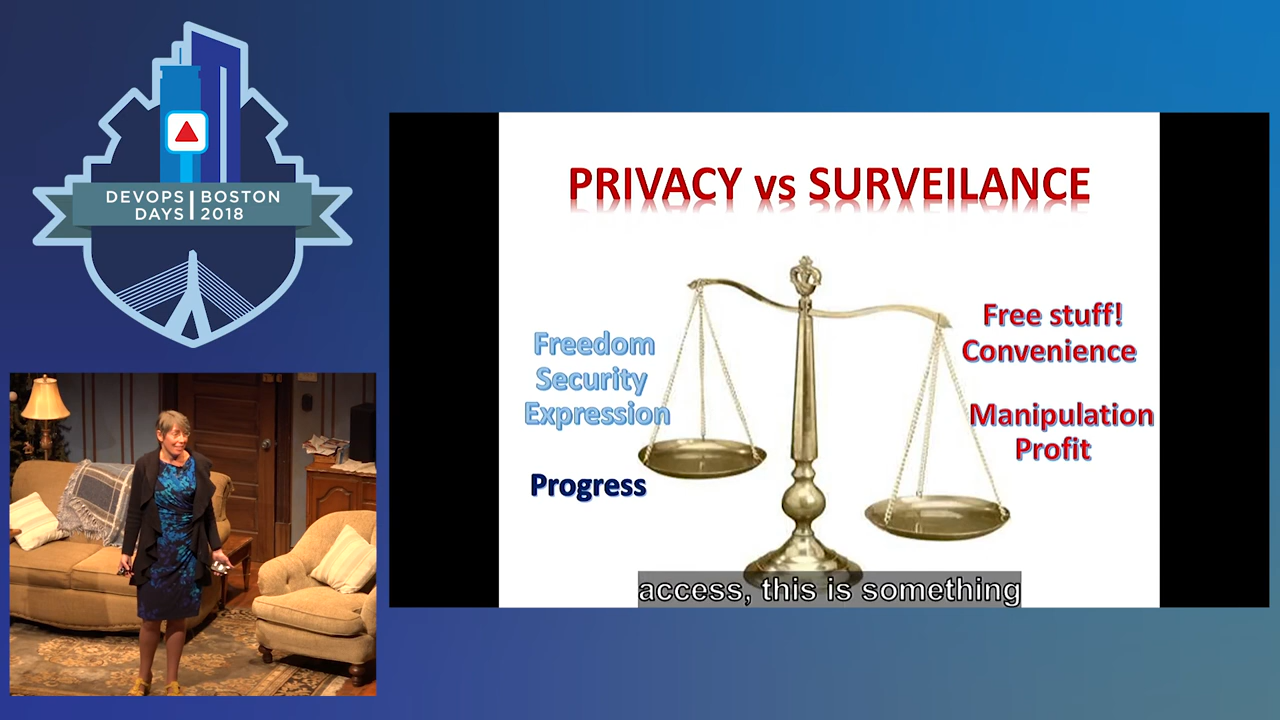 DEVOPS BOSTON
DAYS 2018
PRIVACY vs SURVEILANCE
Freedom
Security
Expression
Progress
Free stuff!
Convenience
Manipulation
Profit
access, this is something